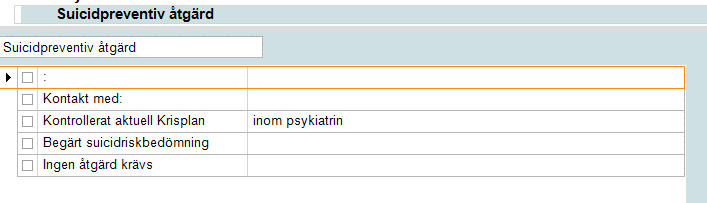 Suicidpreventiv åtgärd
Suicidpreventiv åtgärd
:
Kontakt med:
Kontrollerat aktuell Krisplan inom psykiatrin
Begärt suicidriskbedömning
Ingen åtgärd krävs